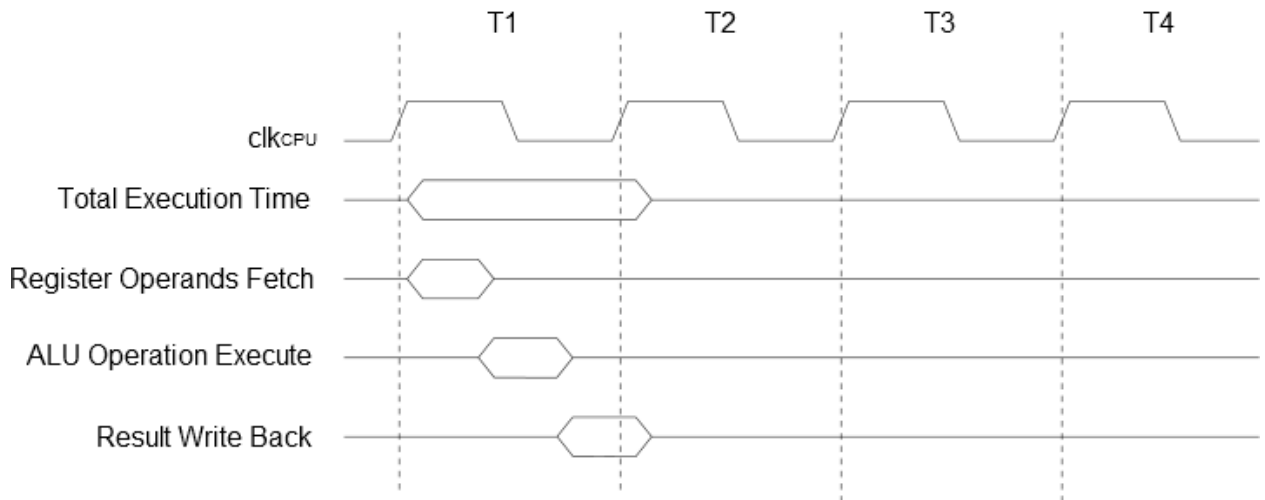 T1 T2 T3 T4
clkCPU
Total Execution Time
Register Operands Fetch
ALU Operation Execute
Result Write Back